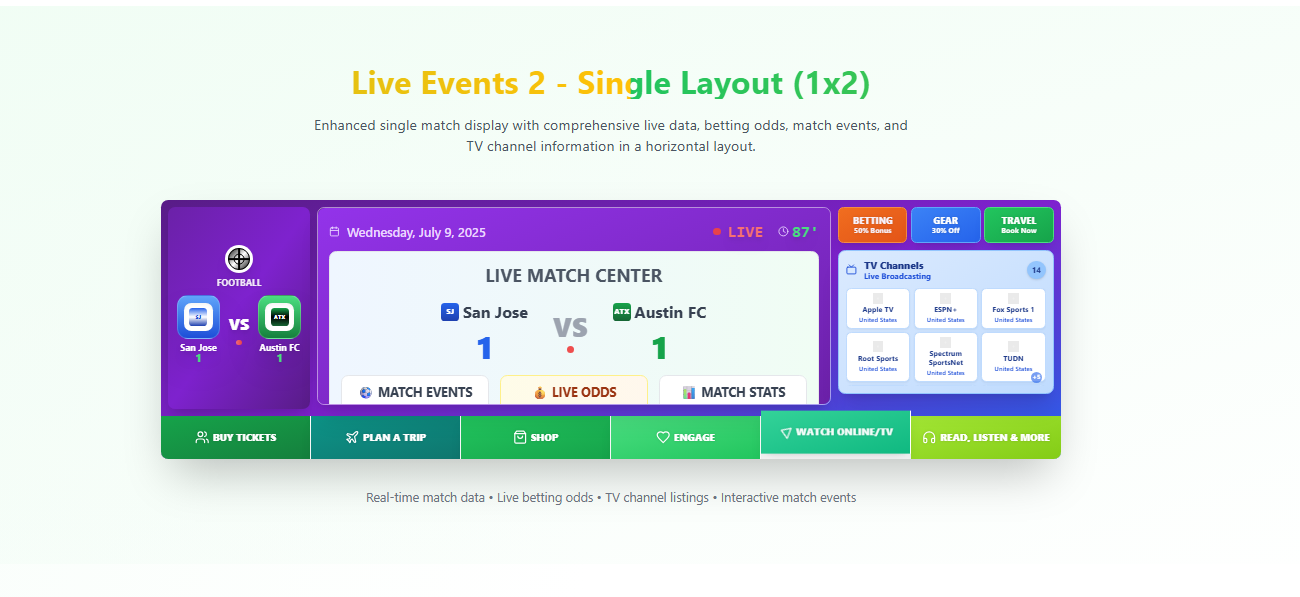 Live Events 2 - Single Layout (1x2)
Enhanced single match display with comprehensive live data, betting odds, match events, and
TV channel information in a horizontal layout.
FOOTBALL
SJ
VS
ATX
San Jose
Austin FC
1
1
Wednesday, July 9, 2025
LIVE
87'
LIVE MATCH CENTER
SJ San Jose
VS
ATX Austin FC
1
1
MATCH EVENTS
LIVE ODDS
MATCH STATS
BETTING
50% Bonus
GEAR
30% Off
TRAVEL
Book Now
TV Channels
Live Broadcasting
14
Apple TV
United States
ESPN+
United States
Fox Sports 1
United States
Root Sports
United States
Spectrum
SportsNet
United States
TUDN
United States
+8
BUY TICKETS
PLAN A TRIP
SHOP
ENGAGE
WATCH ONLINE/TV
READ, LISTEN & MORE
Real-time match data • Live betting odds • TV channel listings • Interactive match events